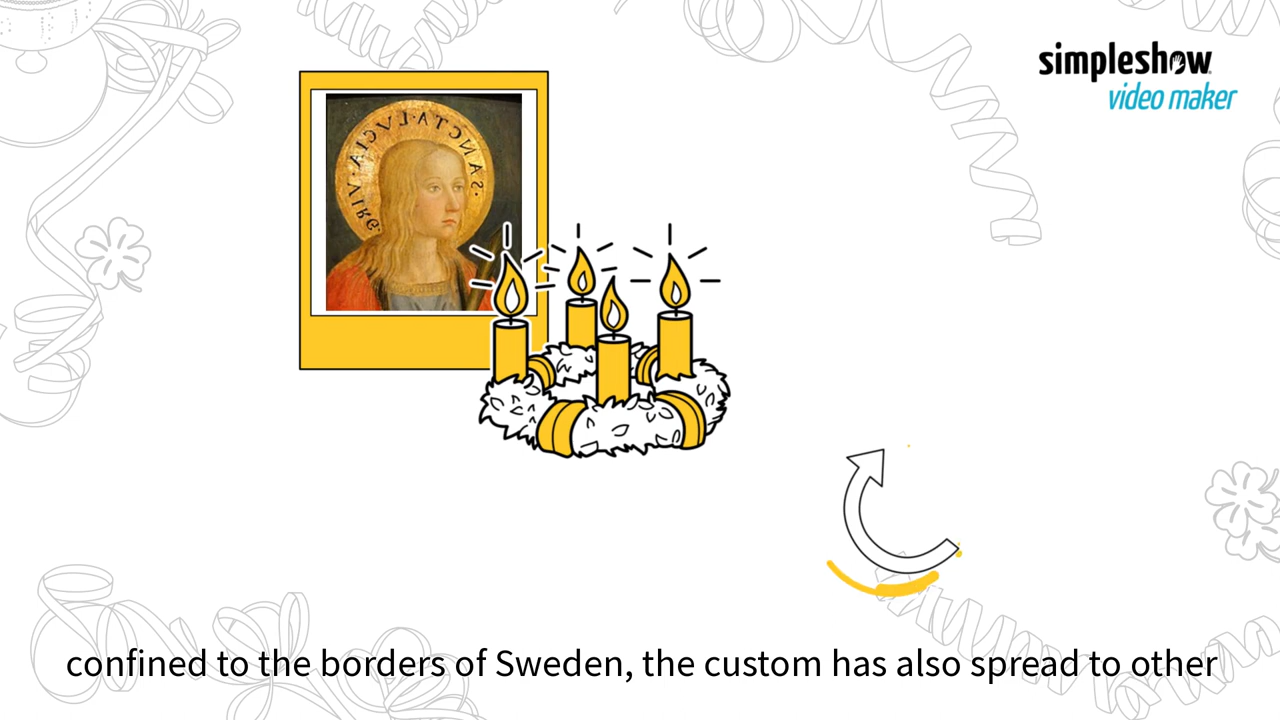 simpleshow
video maker
·SANCTA·LVCIA·VIRG
confined to the borders of Sweden, the custom has also spread to other